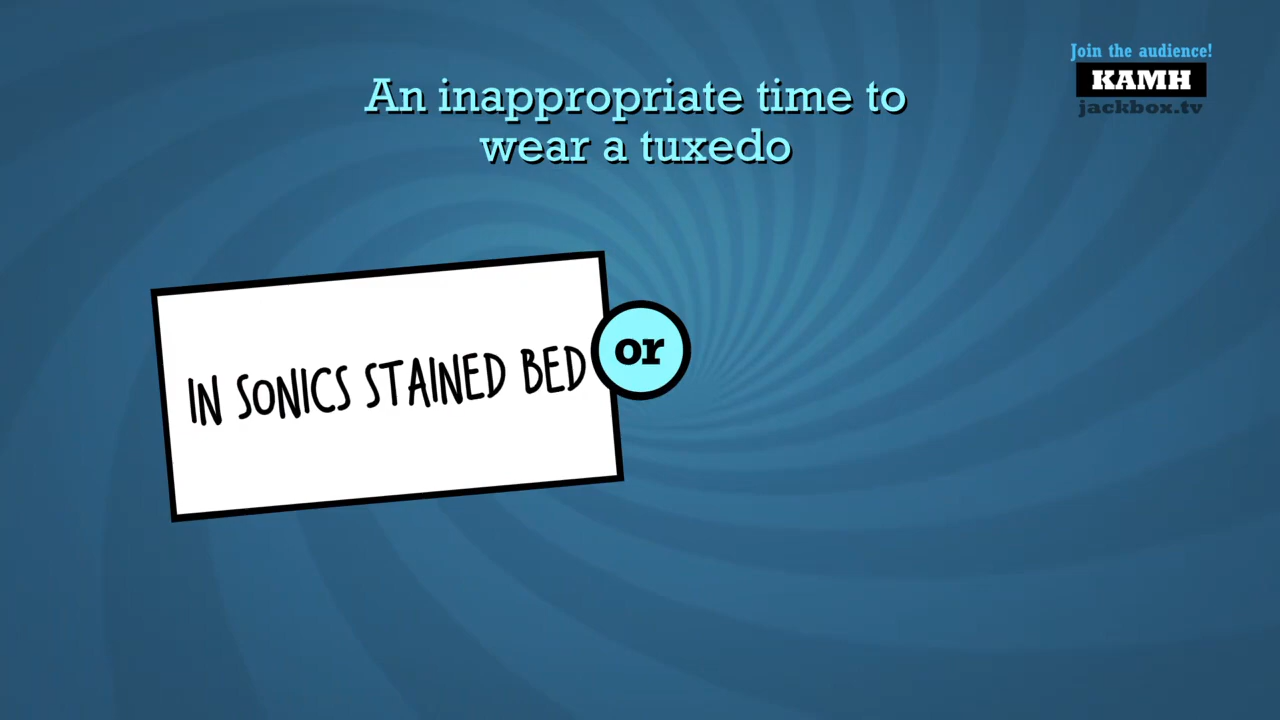 Join the audience!
KAMH
jackbox.tv
An inappropriate time to
wear a tuxedo
IN SONICS STAINED BED
or